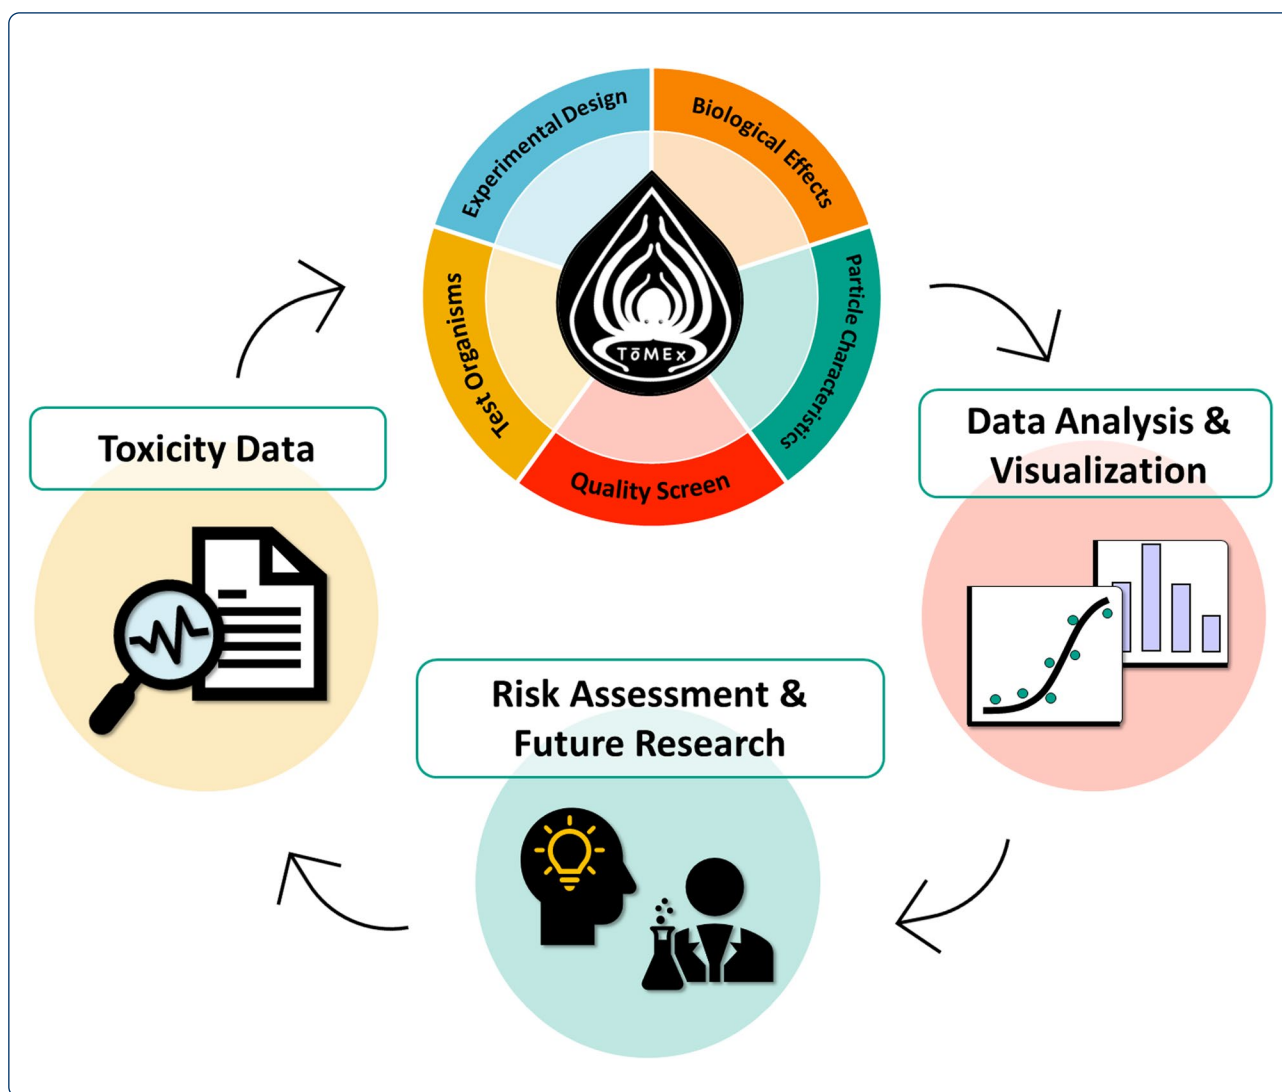 Experimental Design
Biological Effects
Particle Characteristics
Quality Screen
Test Organisms
TōMEx
Toxicity Data
Data Analysis &
Visualization
Risk Assessment &
Future Research